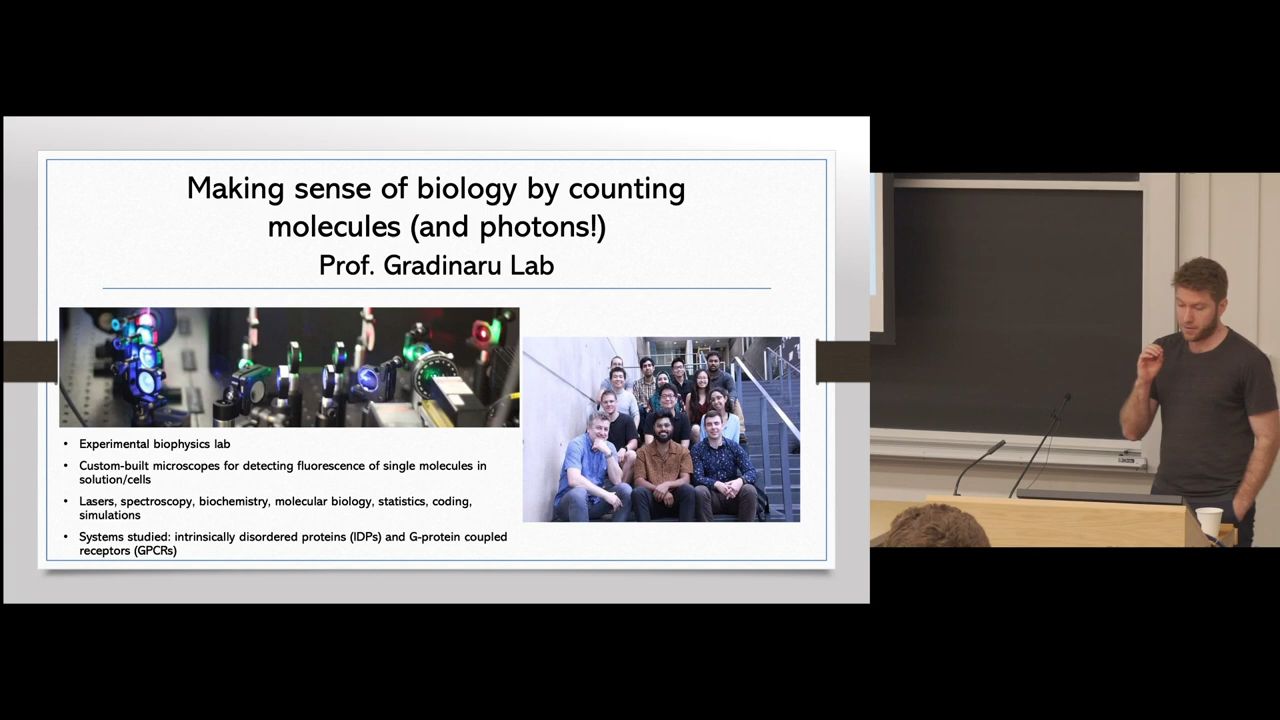 Making sense of biology by counting
molecules (and photons!)
Prof. Gradinaru Lab
• Experimental biophysics lab
• Custom-built microscopes for detecting fluorescence of single molecules in
solution/cells
• Lasers, spectroscopy, biochemistry, molecular biology, statistics, coding,
simulations
• Systems studied: intrinsically disordered proteins (IDPs) and G-protein coupled
receptors (GPCRs)